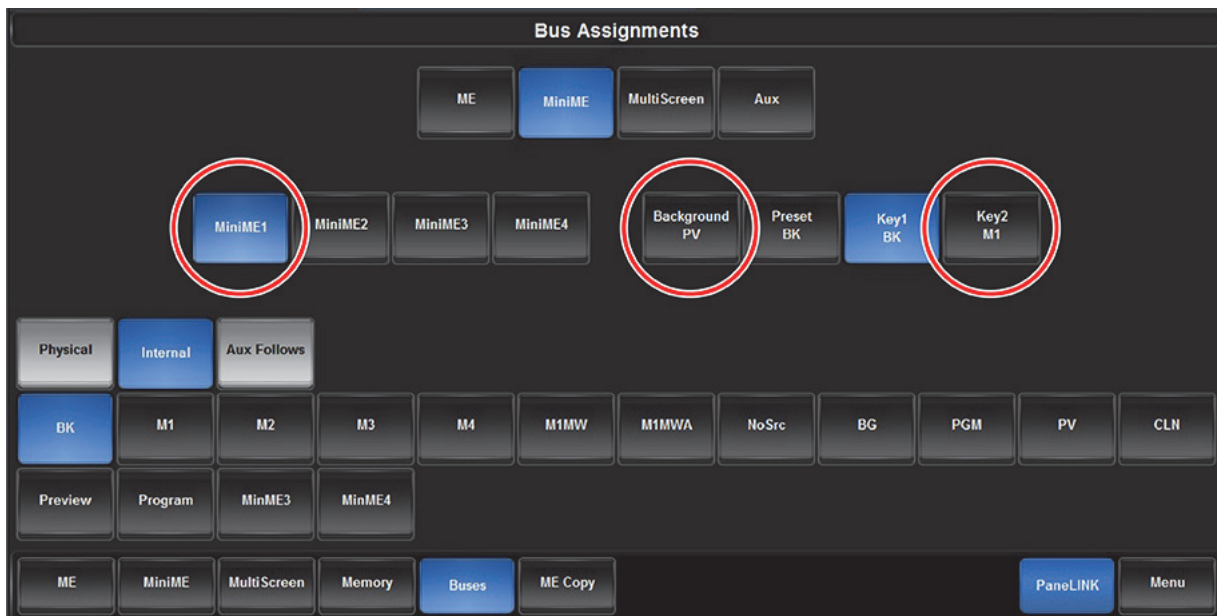 Bus Assignments
ME
MiniME
MultiScreen
Aux
MiniME1
MiniME2
MiniME3
MiniME4
Background
PV
Preset
BK
Key1
BK
Key2
M1
Physical
Internal
Aux Follows
BK
M1
M2
M3
M4
M1MW
M1MWA
NoSrc
BG
PGM
PV
CLN
Preview
Program
MinME3
MinME4
ME
MiniME
MultiScreen
Memory
Buses
ME Copy
PaneLINK
Menu